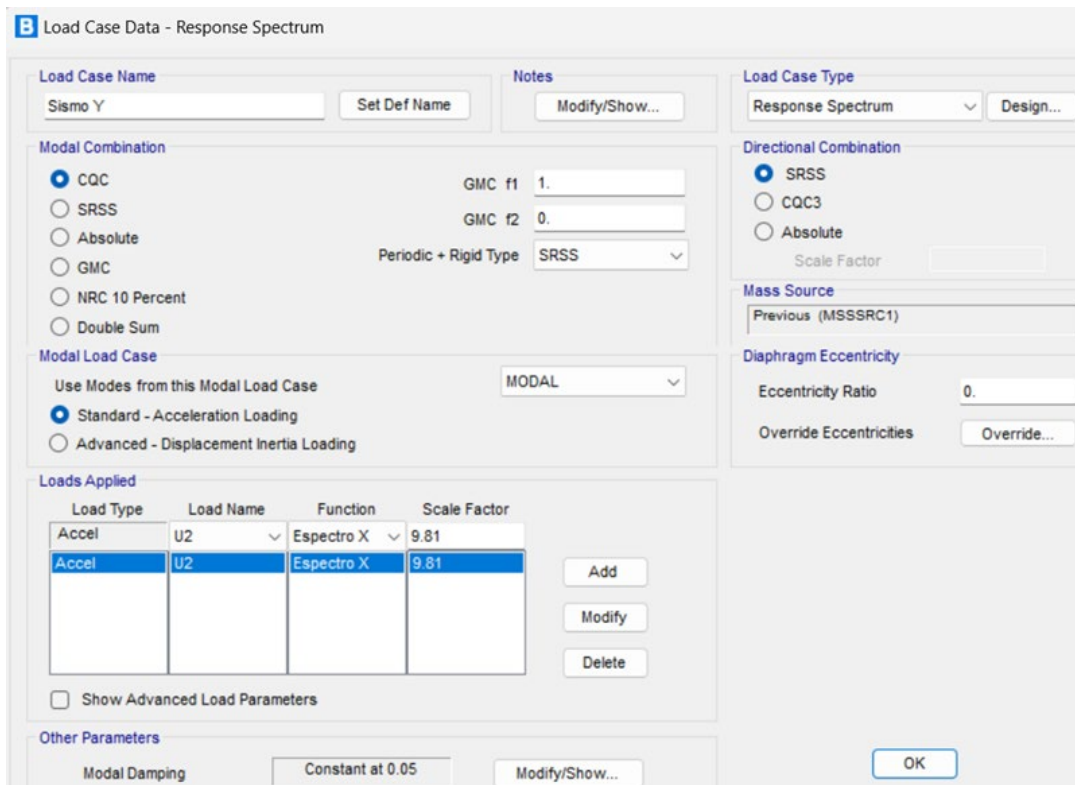 B Load Case Data - Response Spectrum
Load Case Name
Notes
Load Case Type
Sismo Y
Set Def Name
Modify/Show...
Response Spectrum
Design...
Modal Combination
Directional Combination
CQC
GMC f1 1.
SRSS
SRSS
GMC f2 0.
CQC3
Absolute
Periodic + Rigid Type SRSS
Absolute
GMC
Scale Factor
NRC 10 Percent
Mass Source
Double Sum
Previous (MSSSRC1)
Modal Load Case
Diaphragm Eccentricity
Use Modes from this Modal Load Case
MODAL
Eccentricity Ratio 0.
Standard - Acceleration Loading
Advanced - Displacement Inertia Loading
Override Eccentricities Override...
Loads Applied
Load Type Load Name Function Scale Factor
Accel U2 Espectro X 9.81
Accel U2 Espectro X 9.81
Add
Modify
Delete
Show Advanced Load Parameters
Other Parameters
Modal Damping Constant at 0.05 Modify/Show...
OK